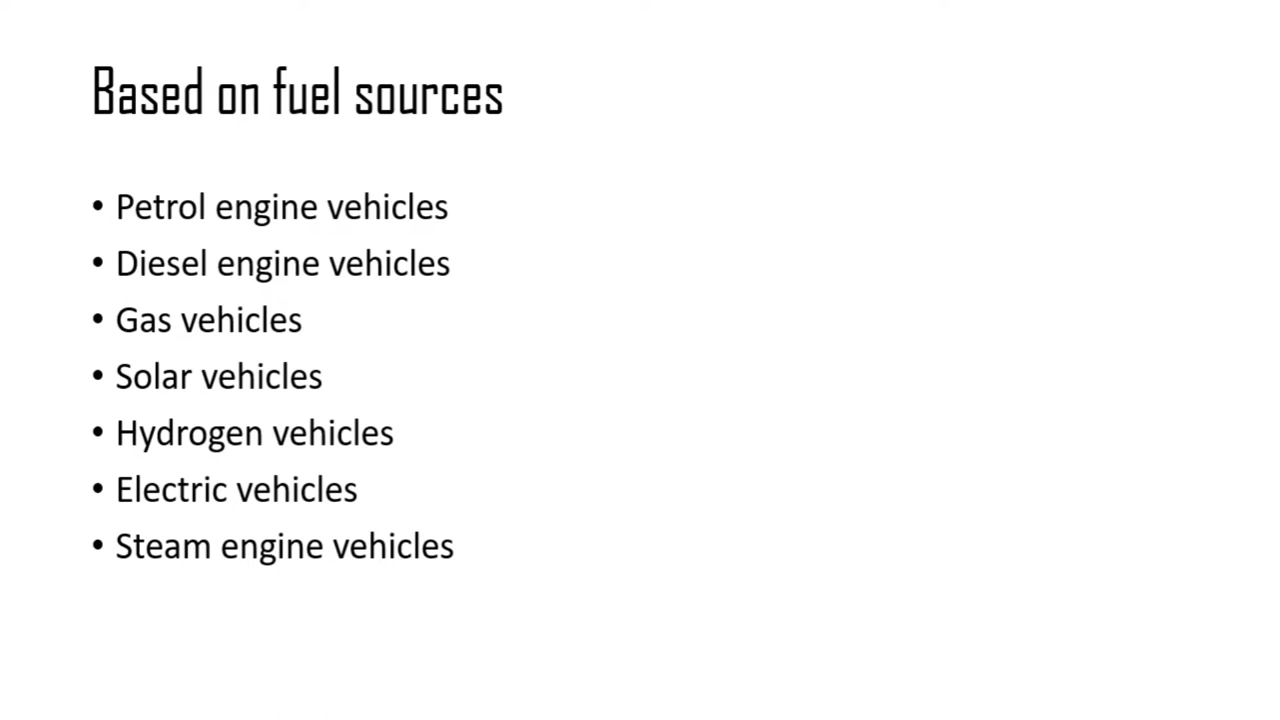 Based on fuel sources
• Petrol engine vehicles
• Diesel engine vehicles
• Gas vehicles
• Solar vehicles
• Hydrogen vehicles
• Electric vehicles
• Steam engine vehicles